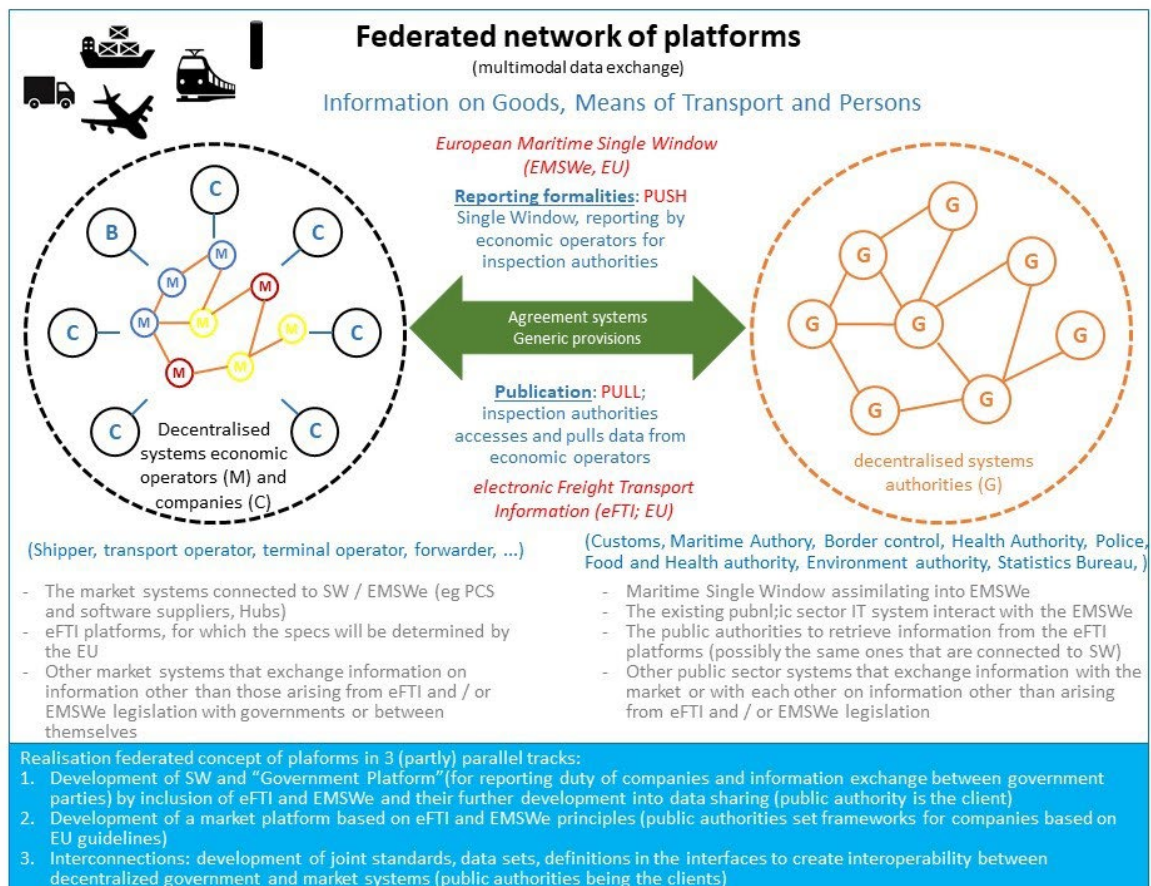 Federated network of platforms
(multimodal data exchange)
Information on Goods, Means of Transport and Persons
European Maritime Single Window
(EMSWe, EU)
Reporting formalities: PUSH
Single Window, reporting by
economic operators for
inspection authorities
Agreement systems
Generic provisions
Publication: PULL;
inspection authorities
accesses and pulls data from
economic operators
electronic Freight Transport
Information (eFTI; EU)
C
B
C
M
M
M
C
M
M
M
C
M
M
C
C
Decentralised
systems economic
operators (M) and
companies (C)
G
G
G
G
G
G
G
G
decentralised systems
authorities (G)
(Shipper, transport operator, terminal operator, forwarder, ...)
- The market systems connected to SW / EMSWe (eg PCS
and software suppliers, Hubs)
- eFTI platforms, for which the specs will be determined by
the EU
- Other market systems that exchange information on
information other than those arising from eFTI and / or
EMSWe legislation with governments or between
themselves
(Customs, Maritime Authory, Border control, Health Authority, Police,
Food and Health authority, Environment authority, Statistics Bureau, )
- Maritime Single Window assimilating into EMSWe
- The existing pubnl;ic sector IT system interact with the EMSWe
- The public authorities to retrieve information from the eFTI
platforms (possibly the same ones that are connected to SW)
- Other public sector systems that exchange information with the
market or with each other on information other than arising
from eFTI and / or EMSWe legislation
Realisation federated concept of plaforms in 3 (partly) parallel tracks:
1. Development of SW and “Government Platform”(for reporting duty of companies and information exchange between government
parties) by inclusion of eFTI and EMSWe and their further development into data sharing (public authority is the client)
2. Development of a market platform based on eFTI and EMSWe principles (public authorities set frameworks for companies based on
EU guidelines)
3. Interconnections: development of joint standards, data sets, definitions in the interfaces to create interoperability between
decentralized government and market systems (public authorities being the clients)